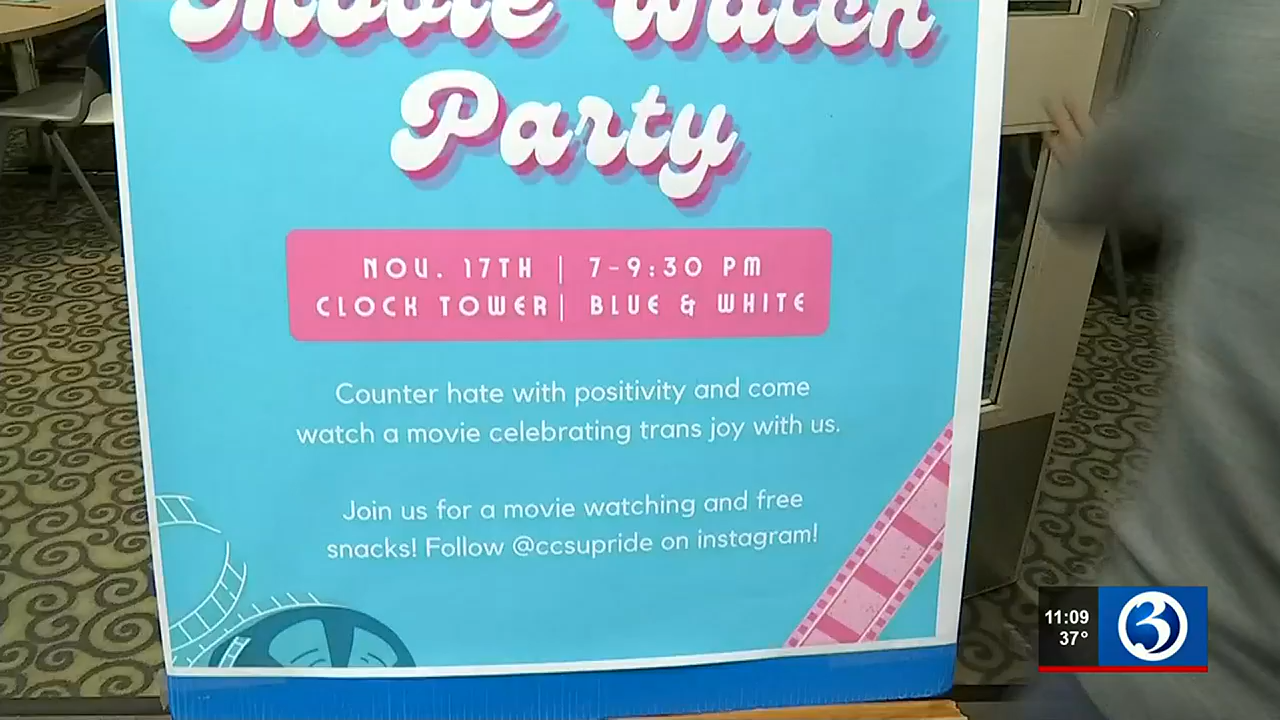 Movie Watch
Party
NOV. 17TH | 7-9:30 PM
CLOCK TOWER| BLUE & WHITE
Counter hate with positivity and come
watch a movie celebrating trans joy with us.
Join us for a movie watching and free
snacks! Follow @ccsupride on instagram!
11:09
37°
3